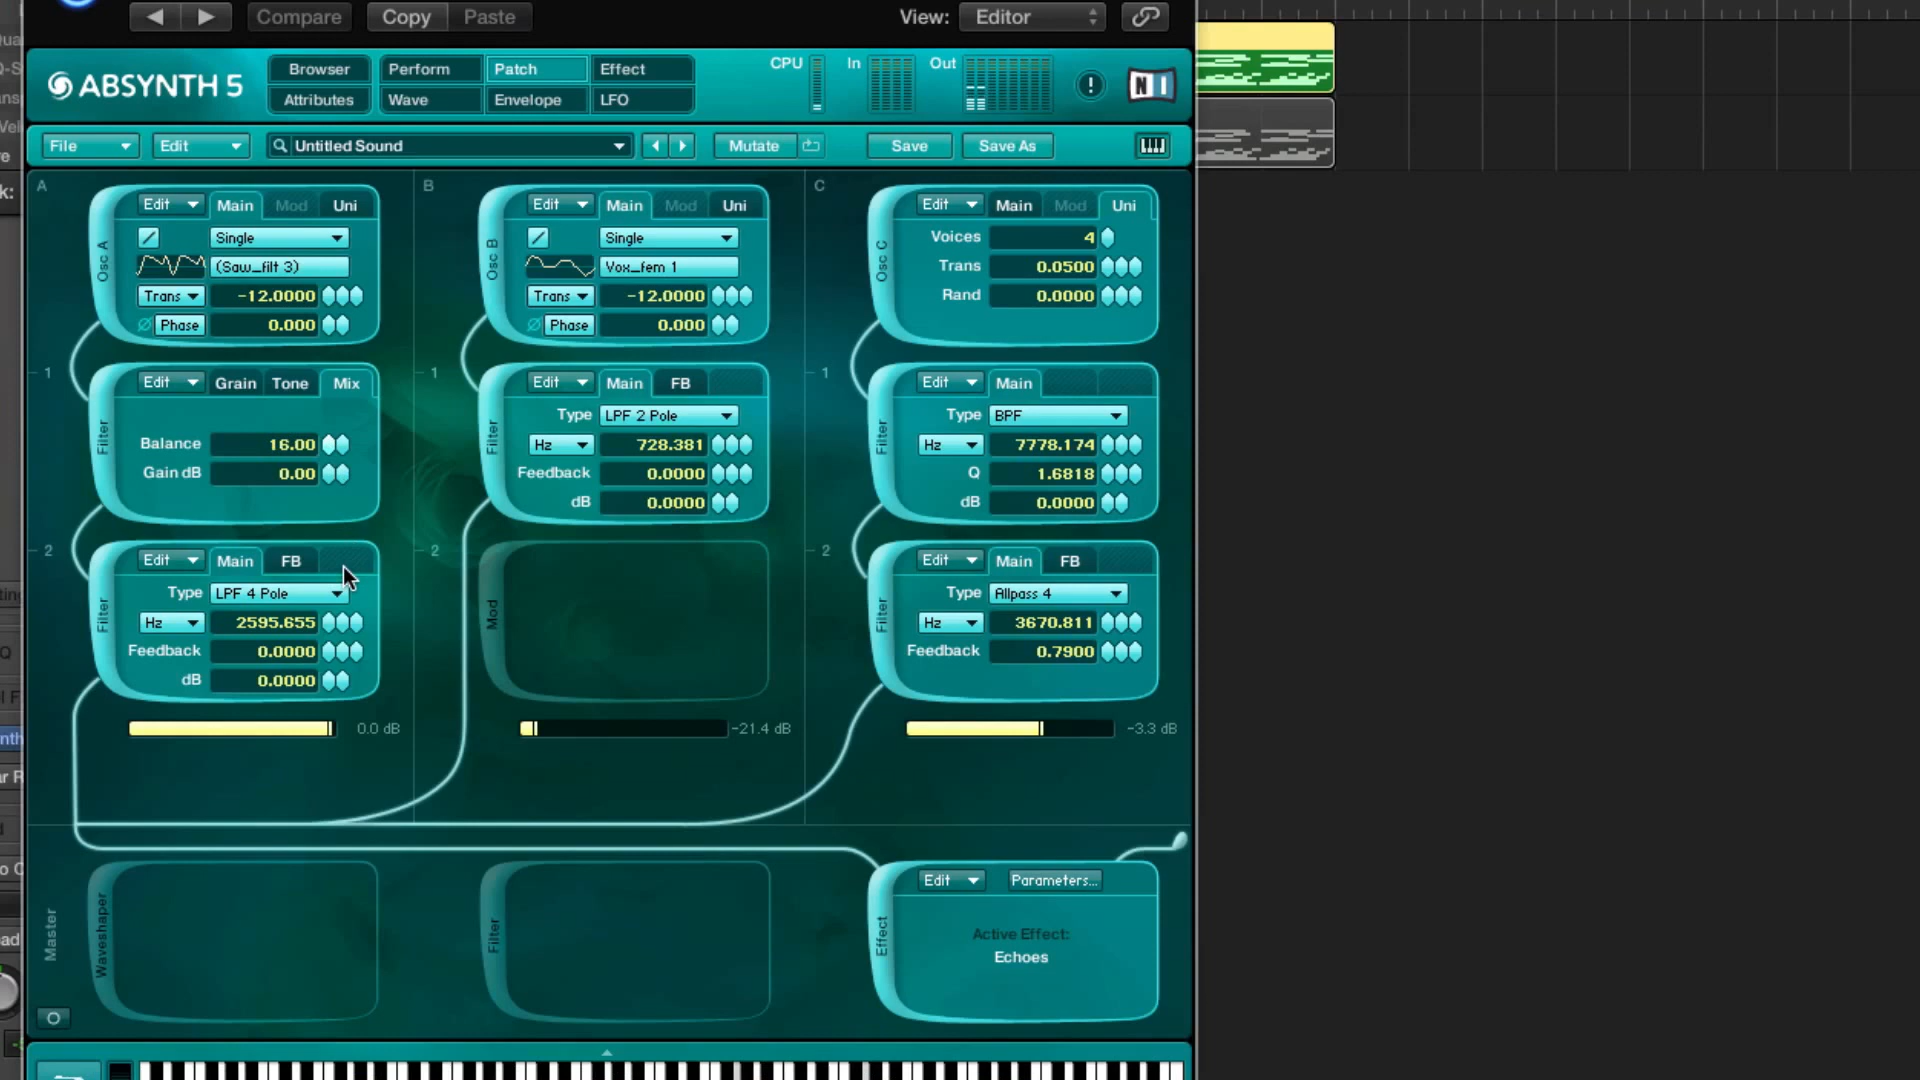 Compare Copy Paste View: Editor
ABSYNTH 5
Browser Perform Patch Effect
Attributes Wave Envelope LFO
CPU In Out ! NI
File Edit Untitled Sound Mutate Save Save As
A B C
Osc A Edit Main Mod Uni
Single
(Saw_filt 3)
Trans -12.0000
Phase 0.000
Osc B Edit Main Mod Uni
Single
Vox_fem 1
Trans -12.0000
Phase 0.000
Osc C Edit Main Mod Uni
Voices 4
Trans 0.0500
Rand 0.0000
1 Filter Edit Grain Tone Mix
Balance 16.00
Gain dB 0.00
1 Filter Edit Main FB
Type LPF 2 Pole
Hz 728.381
Feedback 0.0000
dB 0.0000
1 Filter Edit Main
Type BPF
Hz 7778.174
Q 1.6818
dB 0.0000
2 Filter Edit Main FB
Type LPF 4 Pole
Hz 2595.655
Feedback 0.0000
dB 0.0000
2 Mod
2 Filter Edit Main FB
Type Allpass 4
Hz 3670.811
Feedback 0.7900
0.0 dB -21.4 dB -3.3 dB
Master Waveshaper Filter Effect
Edit Parameters...
Active Effect:
Echoes